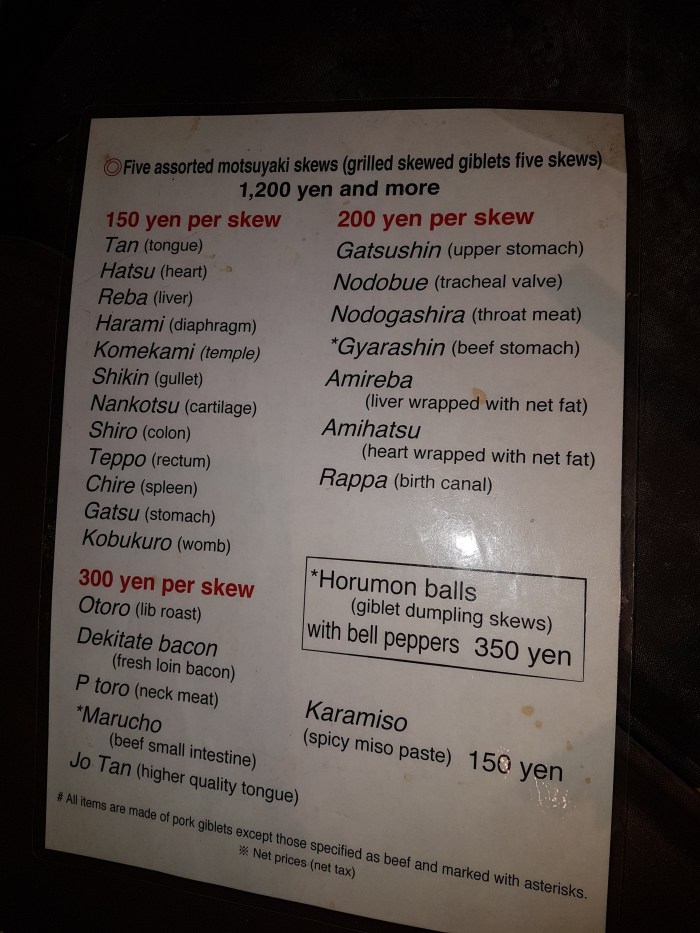 ◎Five assorted motsuyaki skews (grilled skewed giblets five skews)
1,200 yen and more
150 yen per skew
Tan (tongue)
Hatsu (heart)
Reba (liver)
Harami (diaphragm)
Komekami (temple)
Shikin (gullet)
Nankotsu (cartilage)
Shiro (colon)
Teppo (rectum)
Chire (spleen)
Gatsu (stomach)
Kobukuro (womb)
300 yen per skew
Otoro (lib roast)
Dekitate bacon
(fresh loin bacon)
P toro (neck meat)
*Marucho
(beef small intestine)
Jo Tan (higher quality tongue)
200 yen per skew
Gatsushin (upper stomach)
Nodobue (tracheal valve)
Nodogashira (throat meat)
*Gyarashin (beef stomach)
Amireba
(liver wrapped with net fat)
Amihatsu
(heart wrapped with net fat)
Rappa (birth canal)
*Horumon balls
(giblet dumpling skews)
with bell peppers 350 yen
Karamiso
(spicy miso paste) 150 yen
# All items are made of pork giblets except those specified as beef and marked with asterisks.
※ Net prices (net tax)